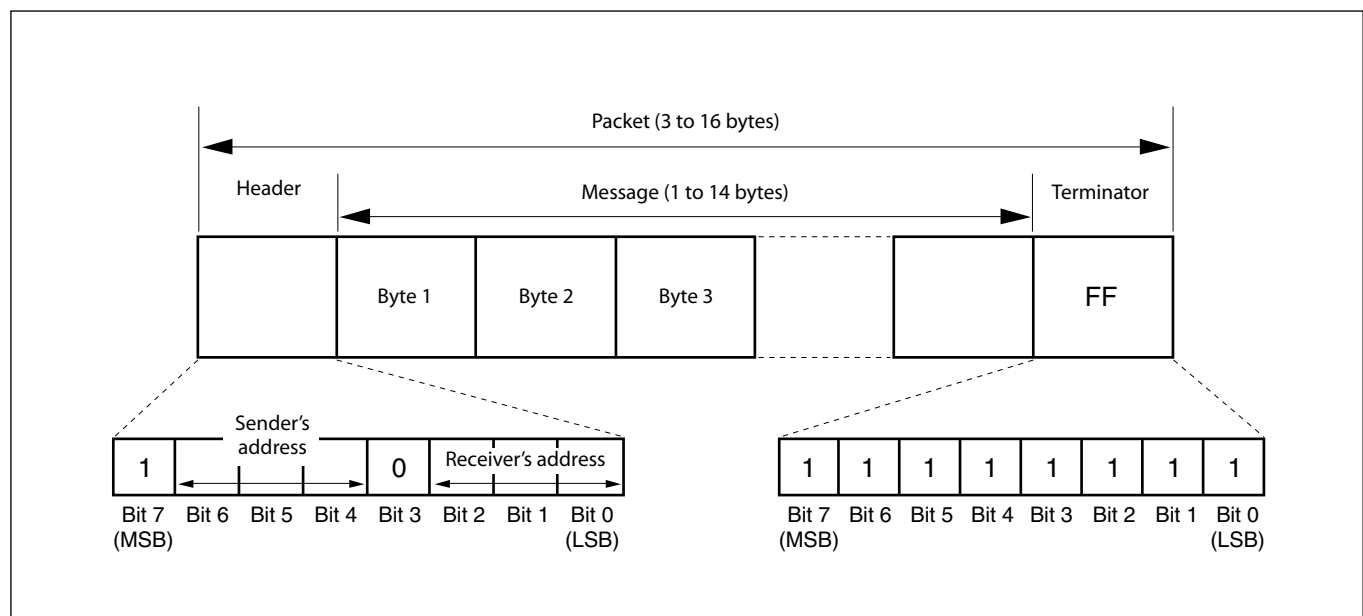 Packet (3 to 16 bytes)
Header
Message (1 to 14 bytes)
Terminator
Byte 1
Byte 2
Byte 3
FF
Sender's
address
1
0
Receiver's address
Bit 7
(MSB)
Bit 6
Bit 5
Bit 4
Bit 3
Bit 2
Bit 1
Bit 0
(LSB)
1 1 1 1 1 1 1 1
Bit 7
(MSB)
Bit 6
Bit 5
Bit 4
Bit 3
Bit 2
Bit 1
Bit 0
(LSB)